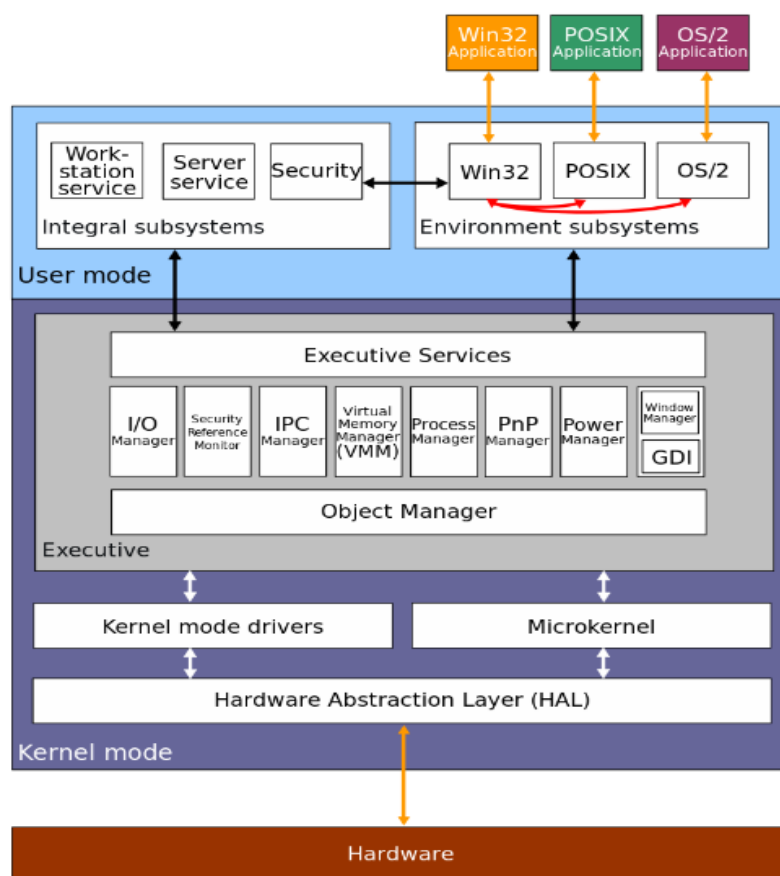 Win32
Application
POSIX
Application
OS/2
Application
Work-
station
service
Server
service
Security
Integral subsystems
Win32
POSIX
OS/2
Environment subsystems
User mode
Executive Services
I/O
Manager
Security
Reference
Monitor
IPC
Manager
Virtual
Memory
Manager
(VMM)
Process
Manager
PnP
Manager
Power
Manager
Window
Manager
GDI
Object Manager
Executive
Kernel mode drivers
Microkernel
Hardware Abstraction Layer (HAL)
Kernel mode
Hardware